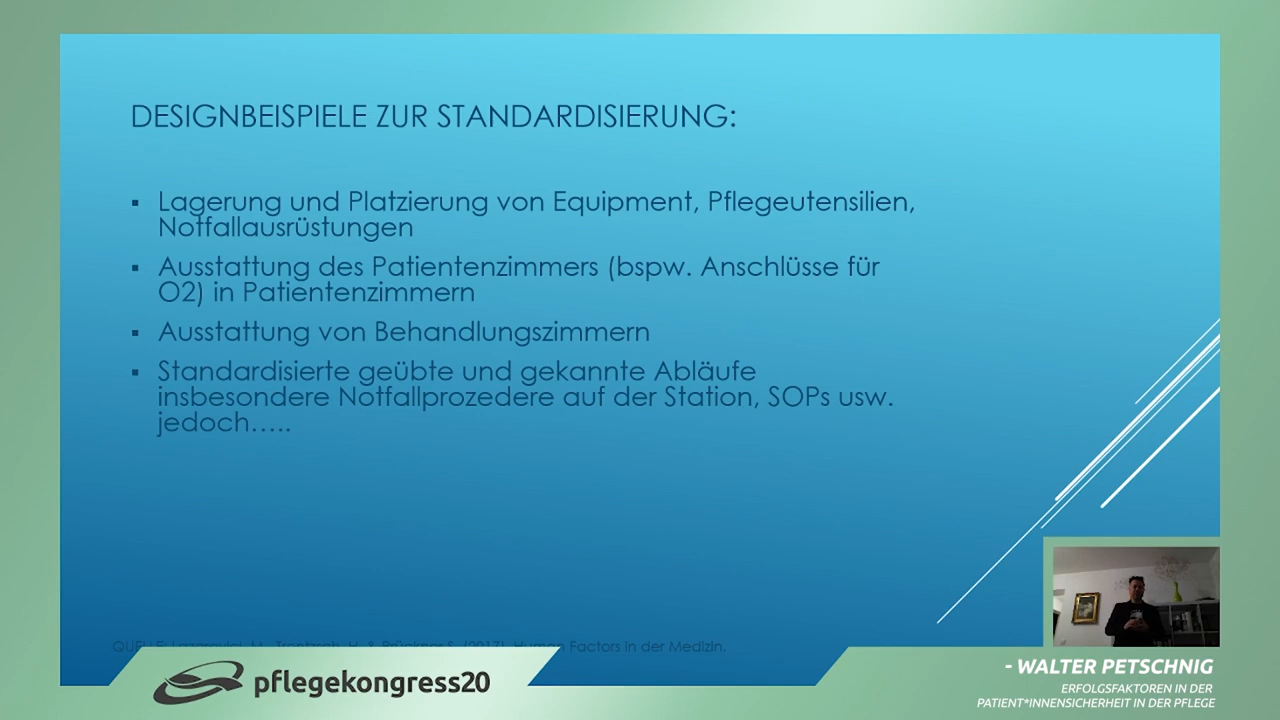 DESIGNBEISPIELE ZUR STANDARDISIERUNG:
▪ Lagerung und Platzierung von Equipment, Pflegeutensilien,
Notfallausrüstungen
▪ Ausstattung des Patientenzimmers (bspw. Anschlüsse für
O2) in Patientenzimmern
▪ Ausstattung von Behandlungszimmern
▪ Standardisierte geübte und gekannte Abläufe
insbesondere Notfallprozedere auf der Station, SOPs usw.
jedoch.....
(2017). Human Factors in der Medizin.
pflegekongress20
- WALTER PETSCHNIG
ERFOLGSFAKTOREN IN DER
PATIENT*INNENSICHERHEIT IN DER PFLEGE